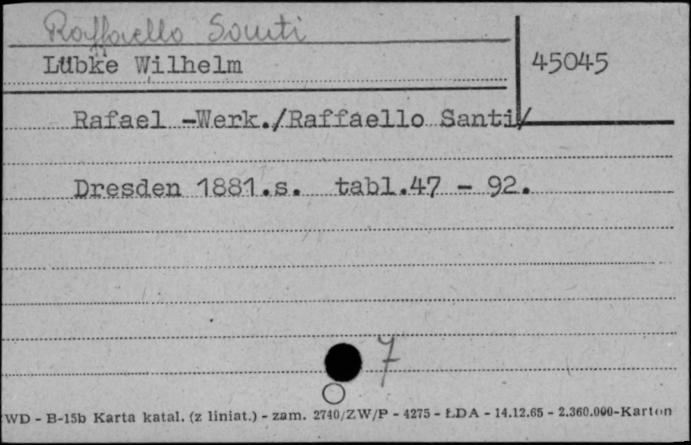 Raffaello Santi
Lübke Wilhelm
45045
Rafael -Werk./Raffaello Santi/
Dresden 1881.s. tabl.47 - 92.
7
WD - B-15b Karta katal. (z liniat.) - zam. 2740/ZW/P - 4275 - ŁDA - 14.12.65 - 2.360.000-Karton